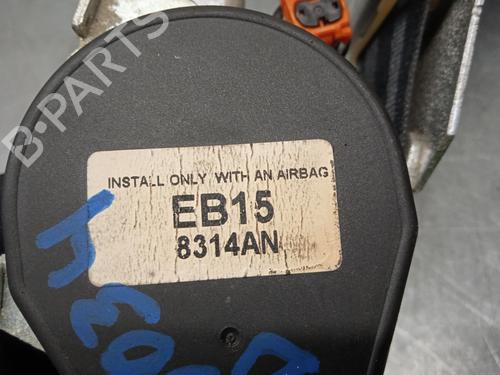 B-PARTS
INSTALL ONLY WITH AN AIRBAG
EB15
8314AN